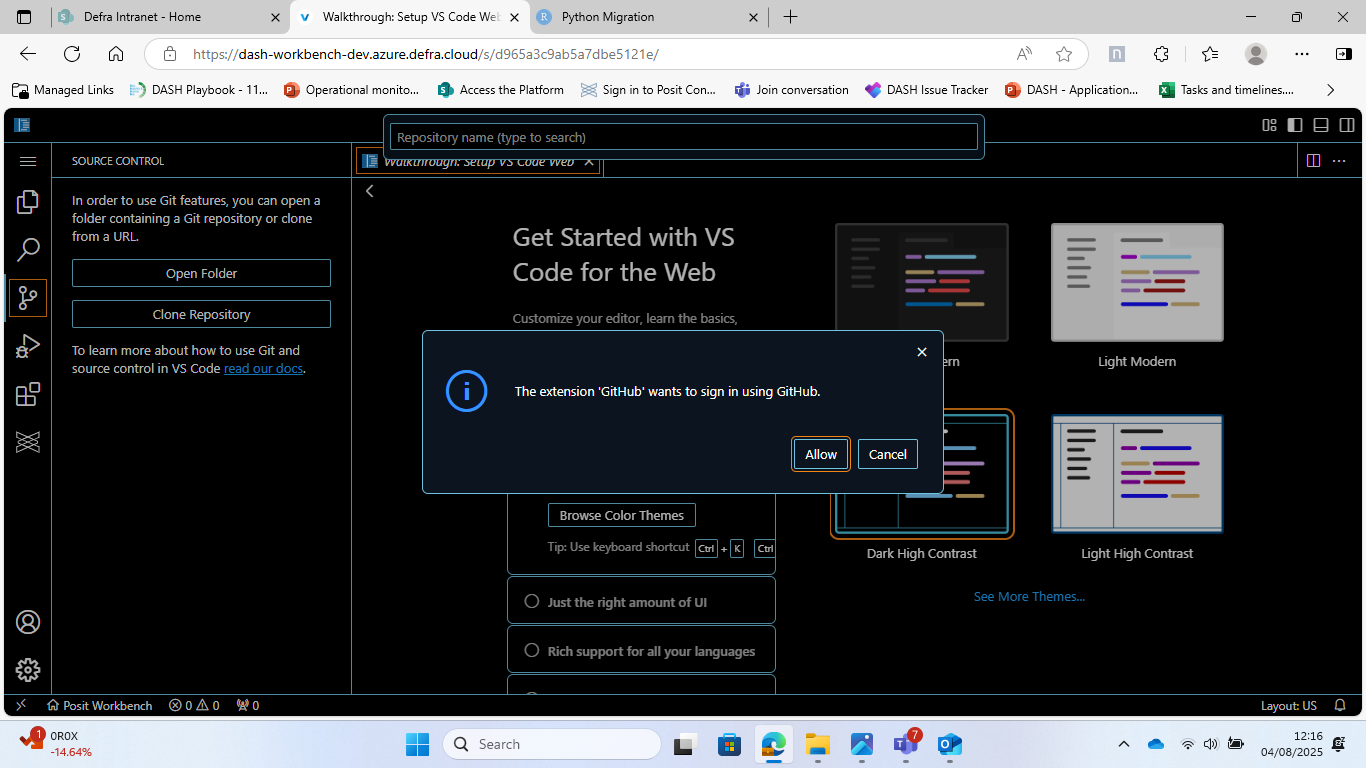 Defra Intranet - Home
Walkthrough: Setup VS Code Web
Python Migration
https://dash-workbench-dev.azure.defra.cloud/s/d965a3c9ab5a7dbe5121e/
Managed Links
DASH Playbook - 11...
Operational monito...
Access the Platform
Sign in to Posit Con...
Join conversation
DASH Issue Tracker
DASH - Application...
Tasks and timelines....
Repository name (type to search)
SOURCE CONTROL
Walkthrough: Setup VS Code Web
In order to use Git features, you can open a
folder containing a Git repository or clone
from a URL.
Open Folder
Clone Repository
To learn more about how to use Git and
source control in VS Code read our docs.
Get Started with VS
Code for the Web
Customize your editor, learn the basics,
ern
Light Modern
The extension 'GitHub' wants to sign in using GitHub.
Allow
Cancel
Browse Color Themes
Tip: Use keyboard shortcut Ctrl + K Ctrl
Dark High Contrast
Light High Contrast
See More Themes...
Just the right amount of UI
Rich support for all your languages
Posit Workbench
0
0
0
Layout: US
1
0R0X
-14.64%
Search
7
12:16
04/08/2025